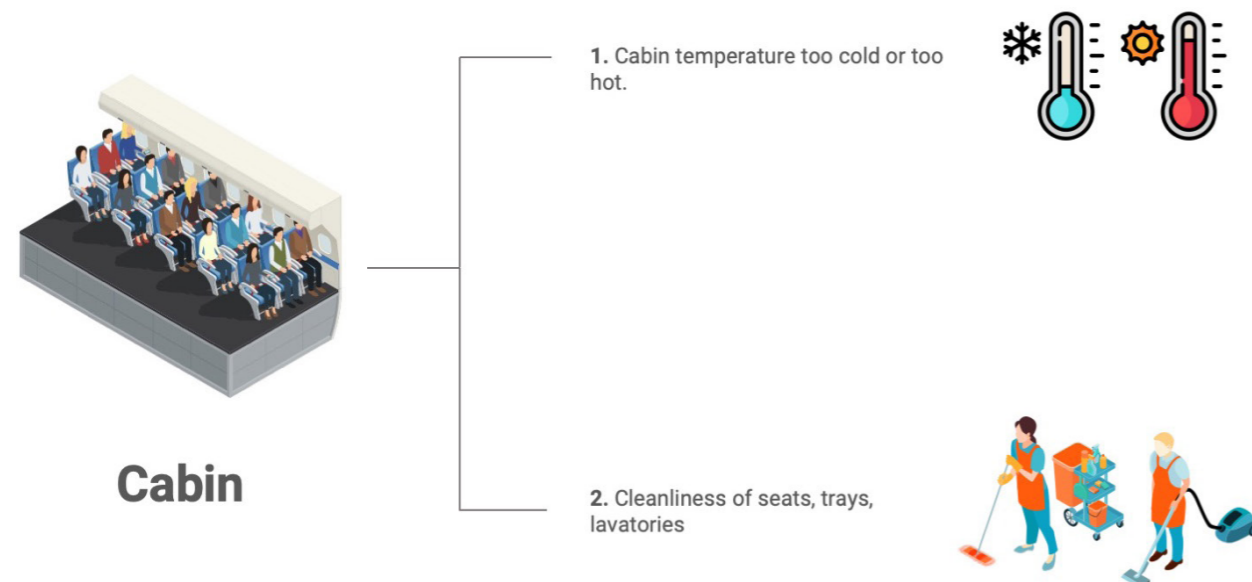 1. Cabin temperature too cold or too
hot.
Cabin
2. Cleanliness of seats, trays,
lavatories